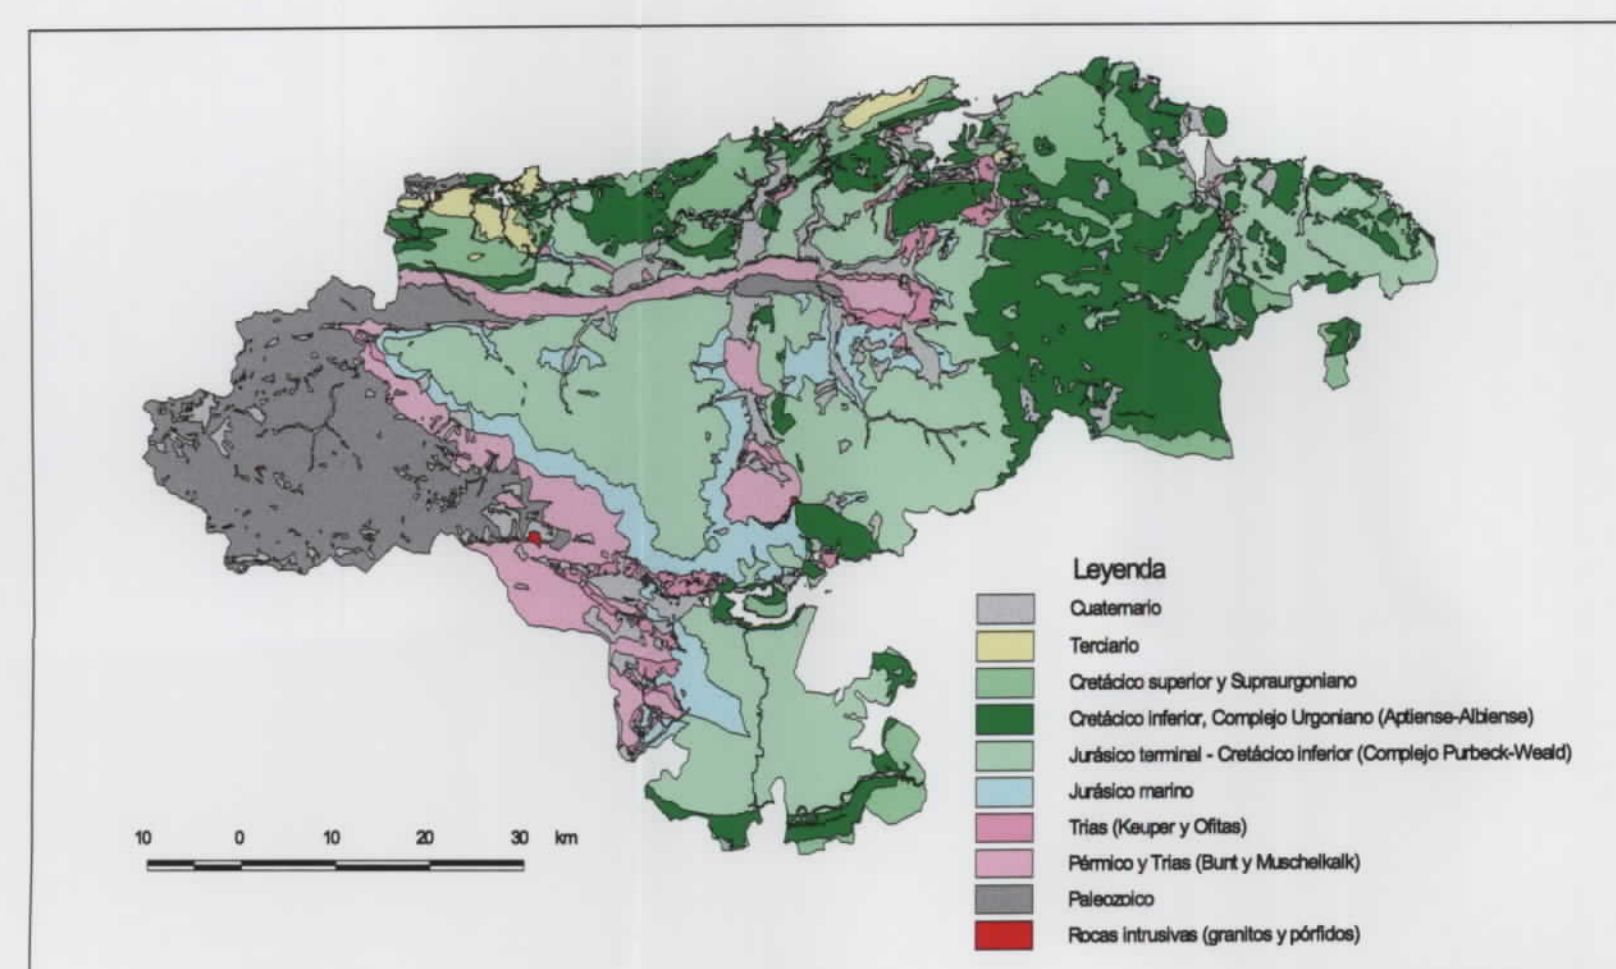 Leyenda
Cuaternario
Terciario
Cretácico superior y Supraurgoniano
Cretácico inferior, Complejo Urgoniano (Aptiense-Albiense)
Jurásico terminal - Cretácico inferior (Complejo Purbeck-Weald)
Jurásico marino
Trias (Keuper y Ofitas)
Pérmico y Trias (Bunt y Muschelkalk)
Paleozoico
Rocas intrusivas (granitos y pórfidos)
10 0 10 20 30 km